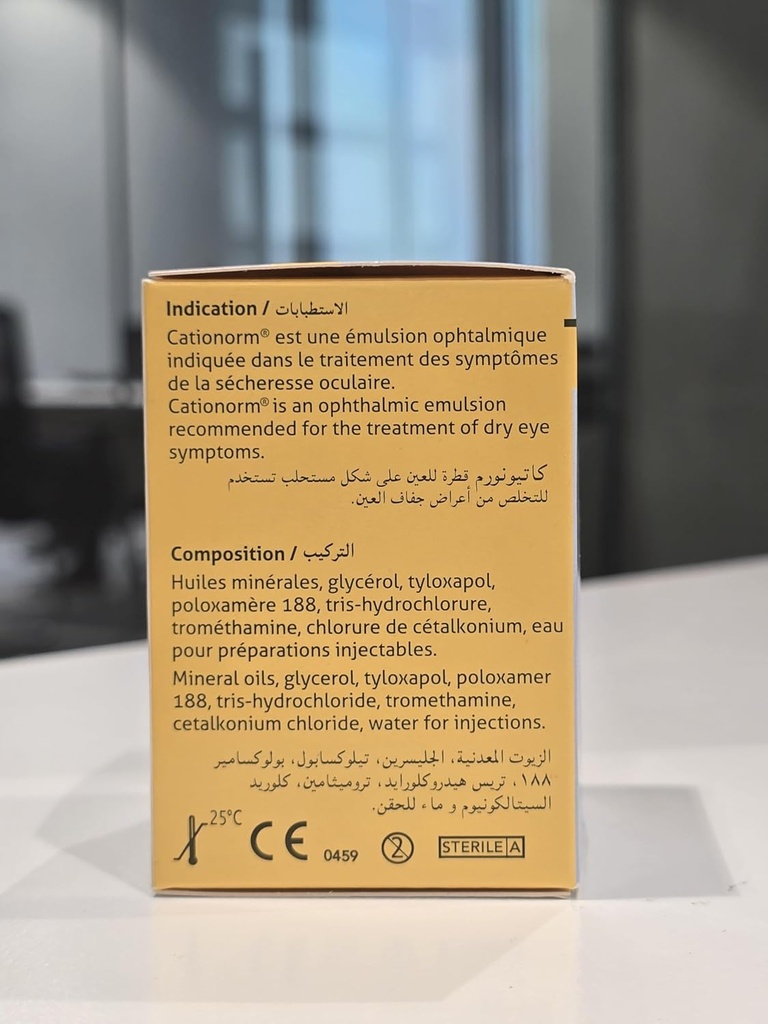 Indication / الاستطبابات
Cationorm® est une émulsion ophtalmique
indiquée dans le traitement des symptômes
de la sécheresse oculaire.
Cationorm® is an ophthalmic emulsion
recommended for the treatment of dry eye
symptoms.
كاتيونورم قطرة للعين على شكل مستحلب تستخدم
للتخلص من أعراض جفاف العين.
Composition / التركيب
Huiles minérales, glycérol, tyloxapol,
poloxamère 188, tris-hydrochlorure,
trométhamine, chlorure de cétalkonium, eau
pour préparations injectables.
Mineral oils, glycerol, tyloxapol, poloxamer
188, tris-hydrochloride, tromethamine,
cetalkonium chloride, water for injections.
الزيوت المعدنية، الجليسرين، تيلوكسابول، بولوكسامير
١٨٨، تريس هيدروكلورايد، تروميثامين، كلوريد
السيتالكونيوم و ماء للحقن.
25°C CE 0459 2 STERILE A